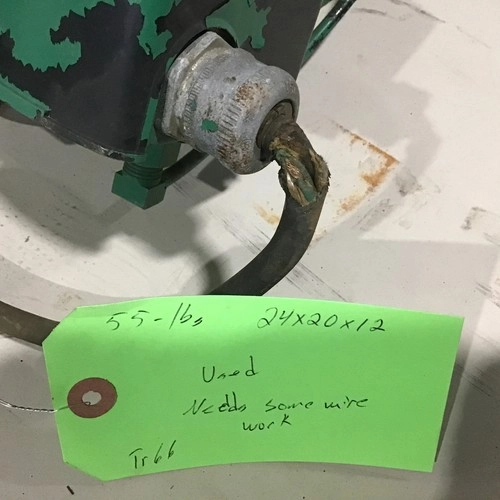 55-lbs 24x20x12
Used
Needs some wire
work
Tr66